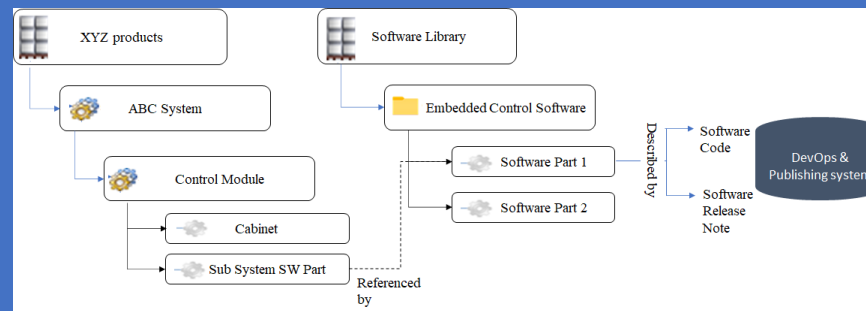 XYZ products
Software Library
ABC System
Embedded Control Software
Control Module
Software Part 1
Software Part 2
Cabinet
Sub System SW Part
Referenced
by
Described by
Software
Code
Software
Release
Note
DevOps &
Publishing system